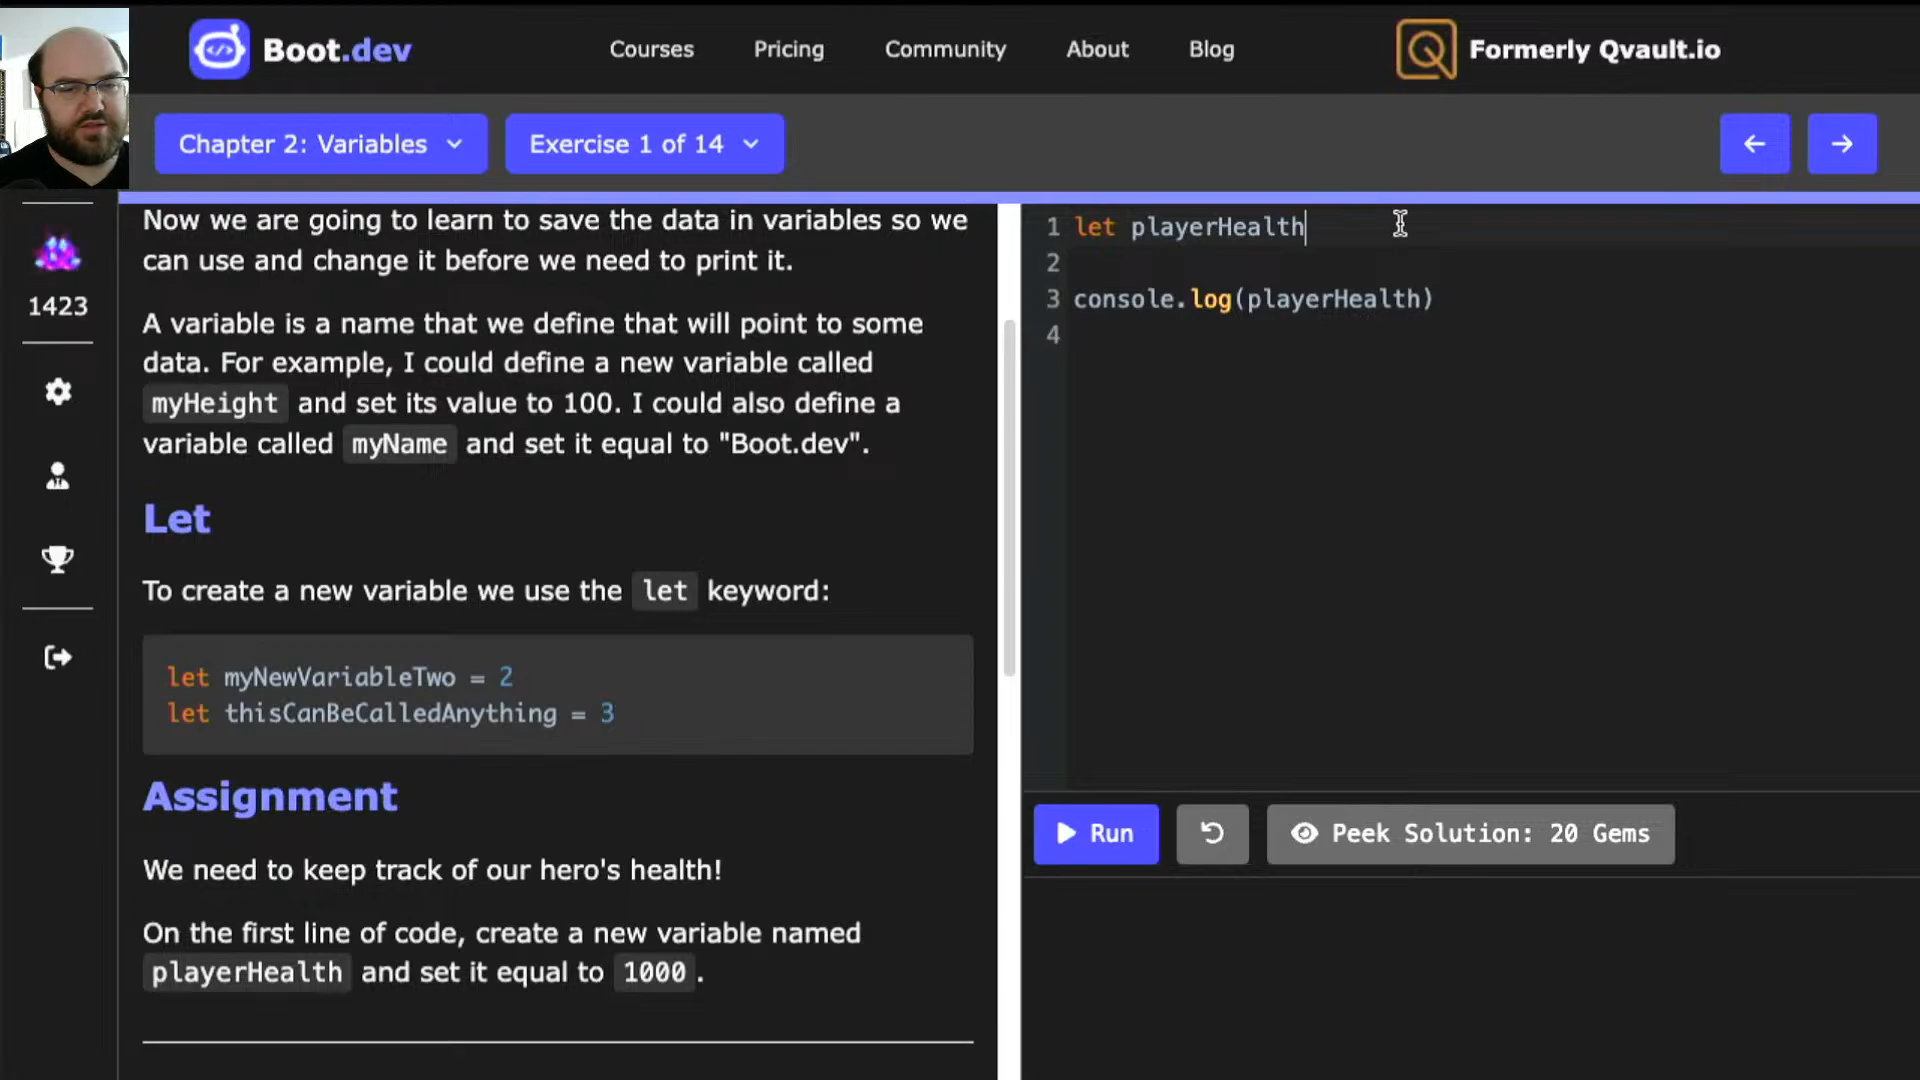 Boot.dev
Courses
Pricing
Community
About
Blog
Formerly Qvault.io
Chapter 2: Variables
Exercise 1 of 14
1423
Now we are going to learn to save the data in variables so we
can use and change it before we need to print it.
A variable is a name that we define that will point to some
data. For example, I could define a new variable called
myHeight and set its value to 100. I could also define a
variable called myName and set it equal to "Boot.dev".
Let
To create a new variable we use the let keyword:
let myNewVariableTwo = 2
let thisCanBeCalledAnything = 3
Assignment
We need to keep track of our hero's health!
On the first line of code, create a new variable named
playerHealth and set it equal to 1000.
1 let playerHealth
2
3 console.log(playerHealth)
4
Run
Peek Solution: 20 Gems